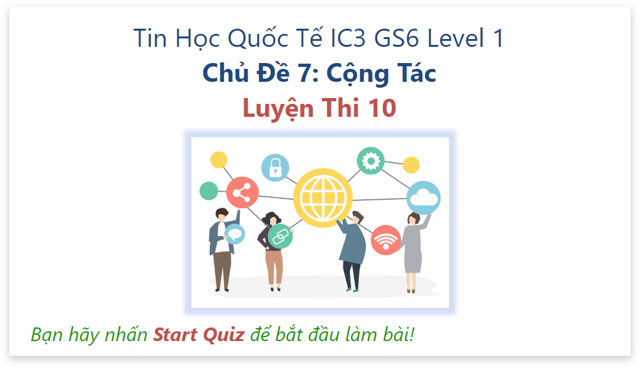 Tin Học Quốc Tế IC3 GS6 Level 1
Chủ Đề 7: Cộng Tác
Luyện Thi 10
Bạn hãy nhấn Start Quiz để bắt đầu làm bài!